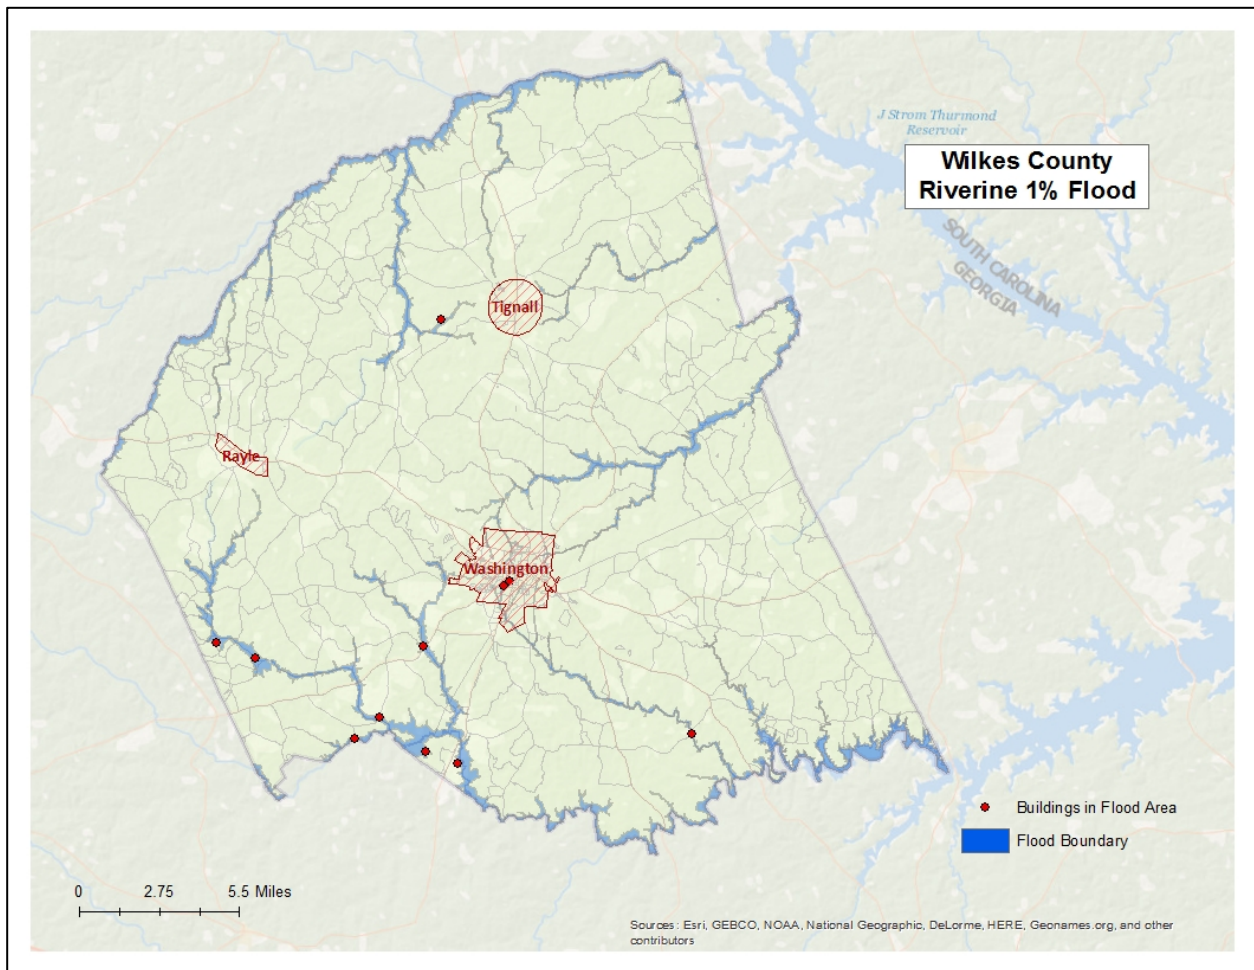 J Strom Thurmond
Reservoir
Wilkes County
Riverine 1% Flood
SOUTH CAROLINA
GEORGIA
Tignall
Rayle
Washington
Buildings in Flood Area
Flood Boundary
0 2.75 5.5 Miles
Sources: Esri, GEBCO, NOAA, National Geographic, DeLorme, HERE, Geonames.org, and other
contributors